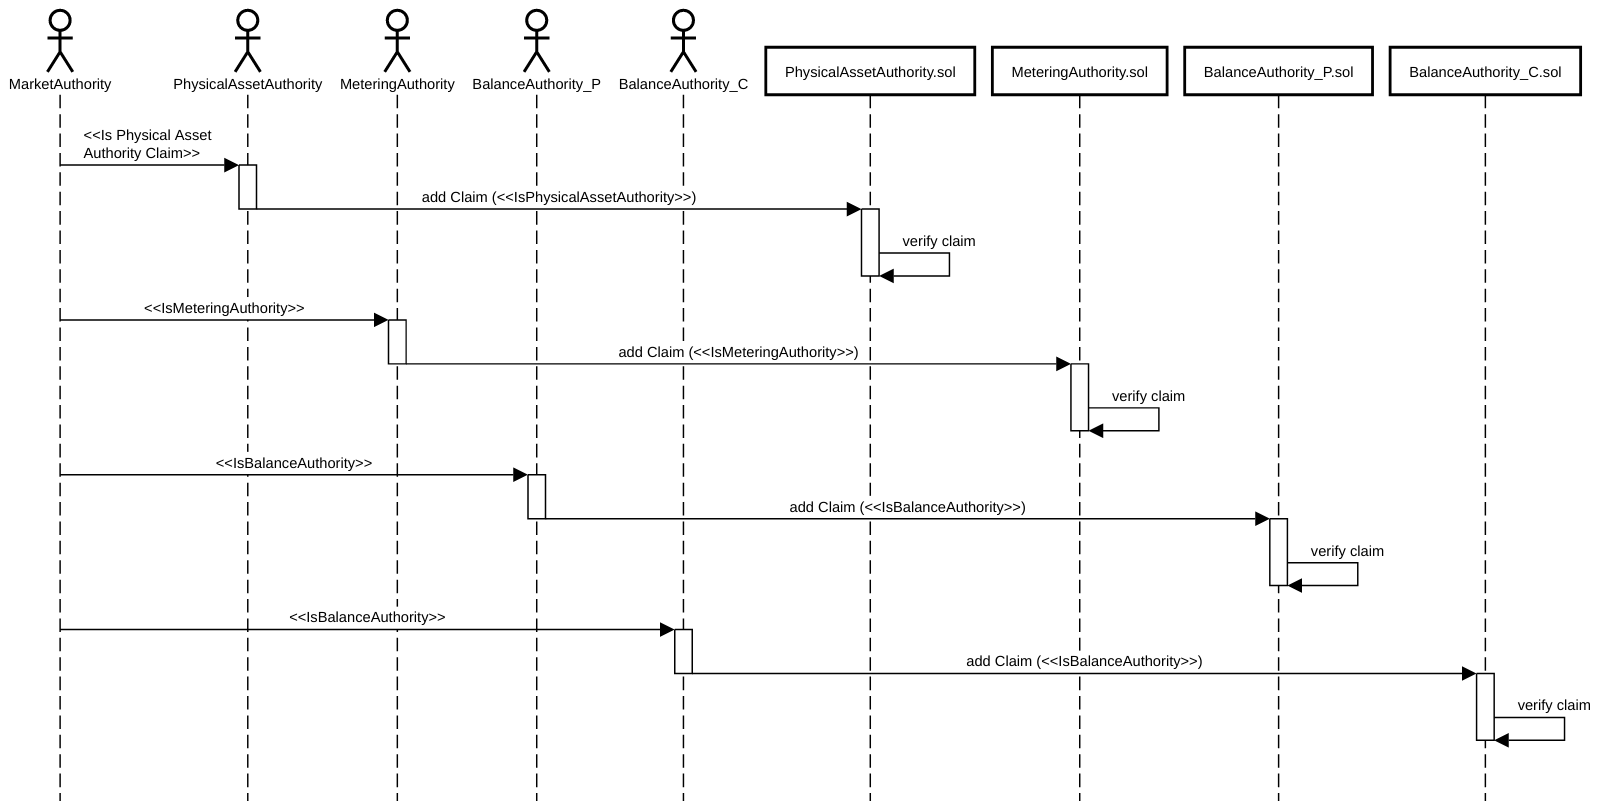 MarketAuthority
PhysicalAssetAuthority
MeteringAuthority
BalanceAuthority_P
BalanceAuthority_C
PhysicalAssetAuthority.sol
MeteringAuthority.sol
BalanceAuthority_P.sol
BalanceAuthority_C.sol
<<Is Physical Asset
Authority Claim>>
add Claim (<<IsPhysicalAssetAuthority>>)
verify claim
<<IsMeteringAuthority>>
add Claim (<<IsMeteringAuthority>>)
verify claim
<<IsBalanceAuthority>>
add Claim (<<IsBalanceAuthority>>)
verify claim
<<IsBalanceAuthority>>
add Claim (<<IsBalanceAuthority>>)
verify claim